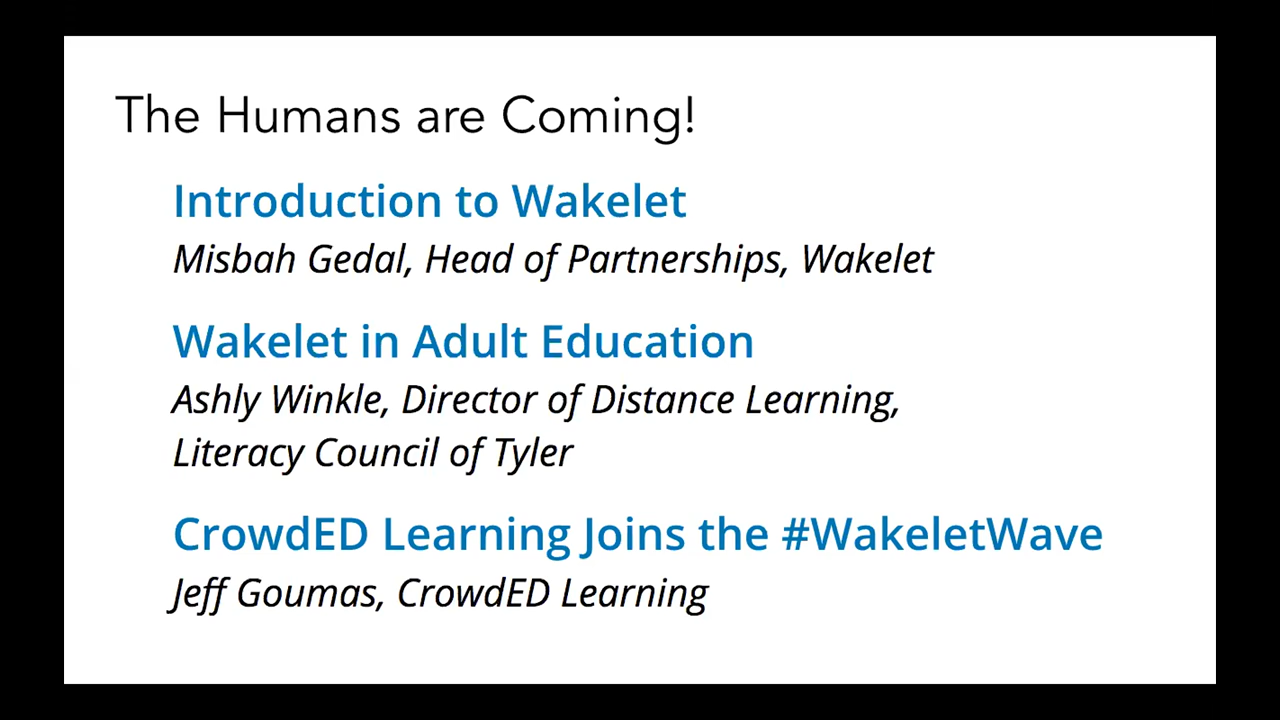 The Humans are Coming!
Introduction to Wakelet
Misbah Gedal, Head of Partnerships, Wakelet
Wakelet in Adult Education
Ashly Winkle, Director of Distance Learning,
Literacy Council of Tyler
CrowdED Learning Joins the #WakeletWave
Jeff Goumas, CrowdED Learning